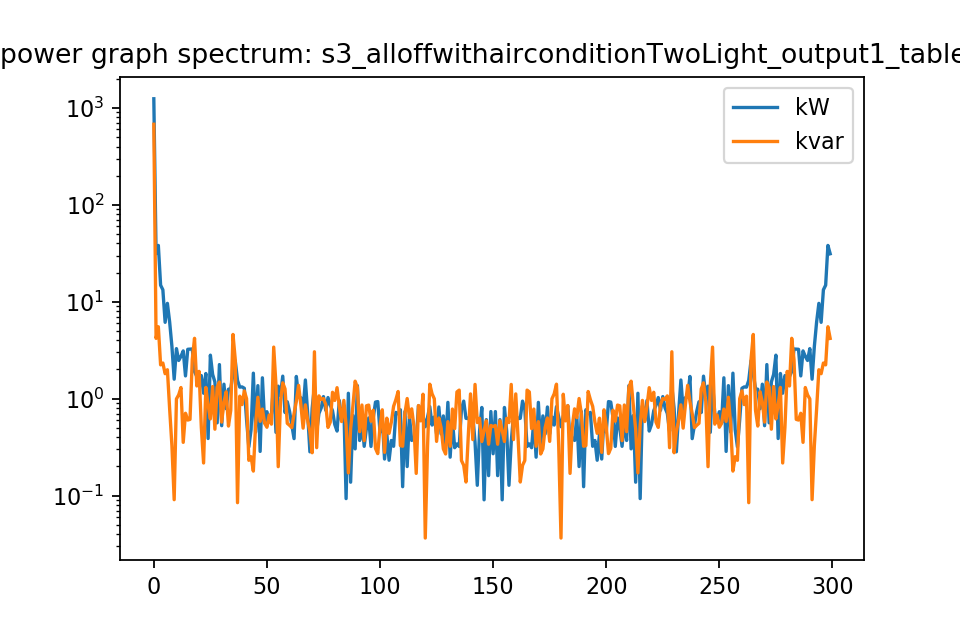 power graph spectrum: s3_alloffwithairconditionTwoLight_output1_table
kW
kvar
10³
10²
10¹
10⁰
10⁻¹
0 50 100 150 200 250 300